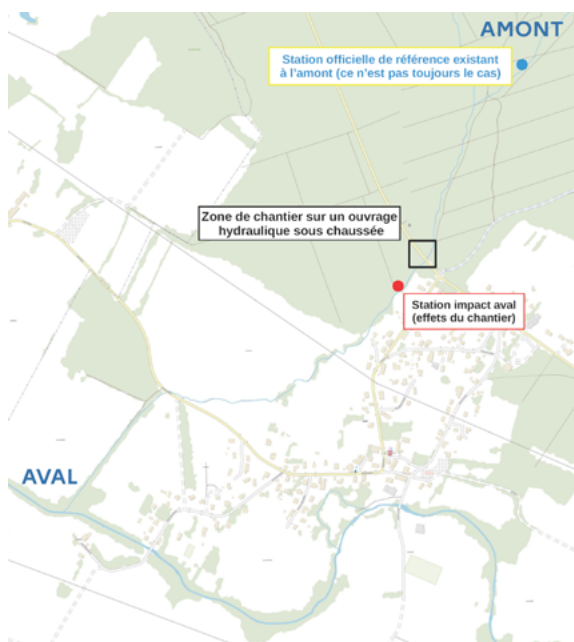 AMONT
Station officielle de référence existant
à l'amont (ce n'est pas toujours le cas)
Zone de chantier sur un ouvrage
hydraulique sous chaussée
Station impact aval
(effets du chantier)
AVAL